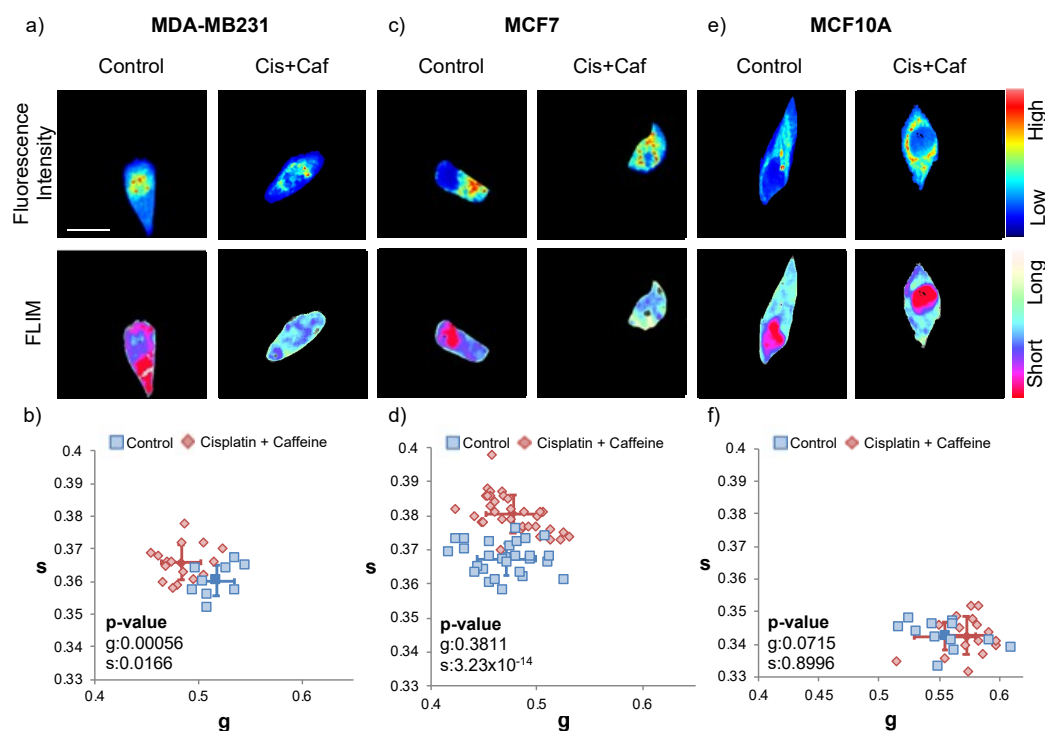 a) MDA-MB231 c) MCF7 e) MCF10A
Control Cis+Caf Control Cis+Caf Control Cis+Caf
Fluorescence
Intensity
High
Low
FLIM
Long
Short
b) d) f)
Control Cisplatin + Caffeine
0.4
0.39
0.38
0.37
s
0.36
0.35
0.34
0.33
p-value
g:0.00056
s:0.0166
0.4 0.5 0.6
g
Control Cisplatin + Caffeine
0.4
0.39
0.38
0.37
s
0.36
0.35
0.34
0.33
p-value
g:0.3811
s:3.23x10⁻¹⁴
0.4 0.5 0.6
g
Control Cisplatin + Caffeine
0.4
0.39
0.38
0.37
s
0.36
0.35
0.34
0.33
p-value
g:0.0715
s:0.8996
0.4 0.45 0.5 0.55 0.6
g